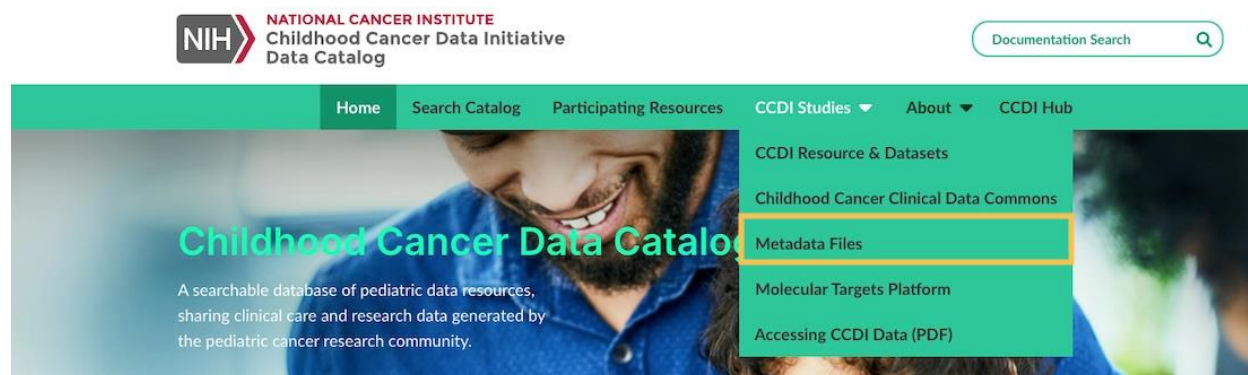 NIH
NATIONAL CANCER INSTITUTE
Childhood Cancer Data Initiative
Data Catalog
Documentation Search
Home Search Catalog Participating Resources CCDI Studies About CCDI Hub
CCDI Resource & Datasets
Childhood Cancer Clinical Data Commons
Metadata Files
Molecular Targets Platform
Accessing CCDI Data (PDF)
Childhood Cancer Data Catalo
A searchable database of pediatric data resources,
sharing clinical care and research data generated by
the pediatric cancer research community.